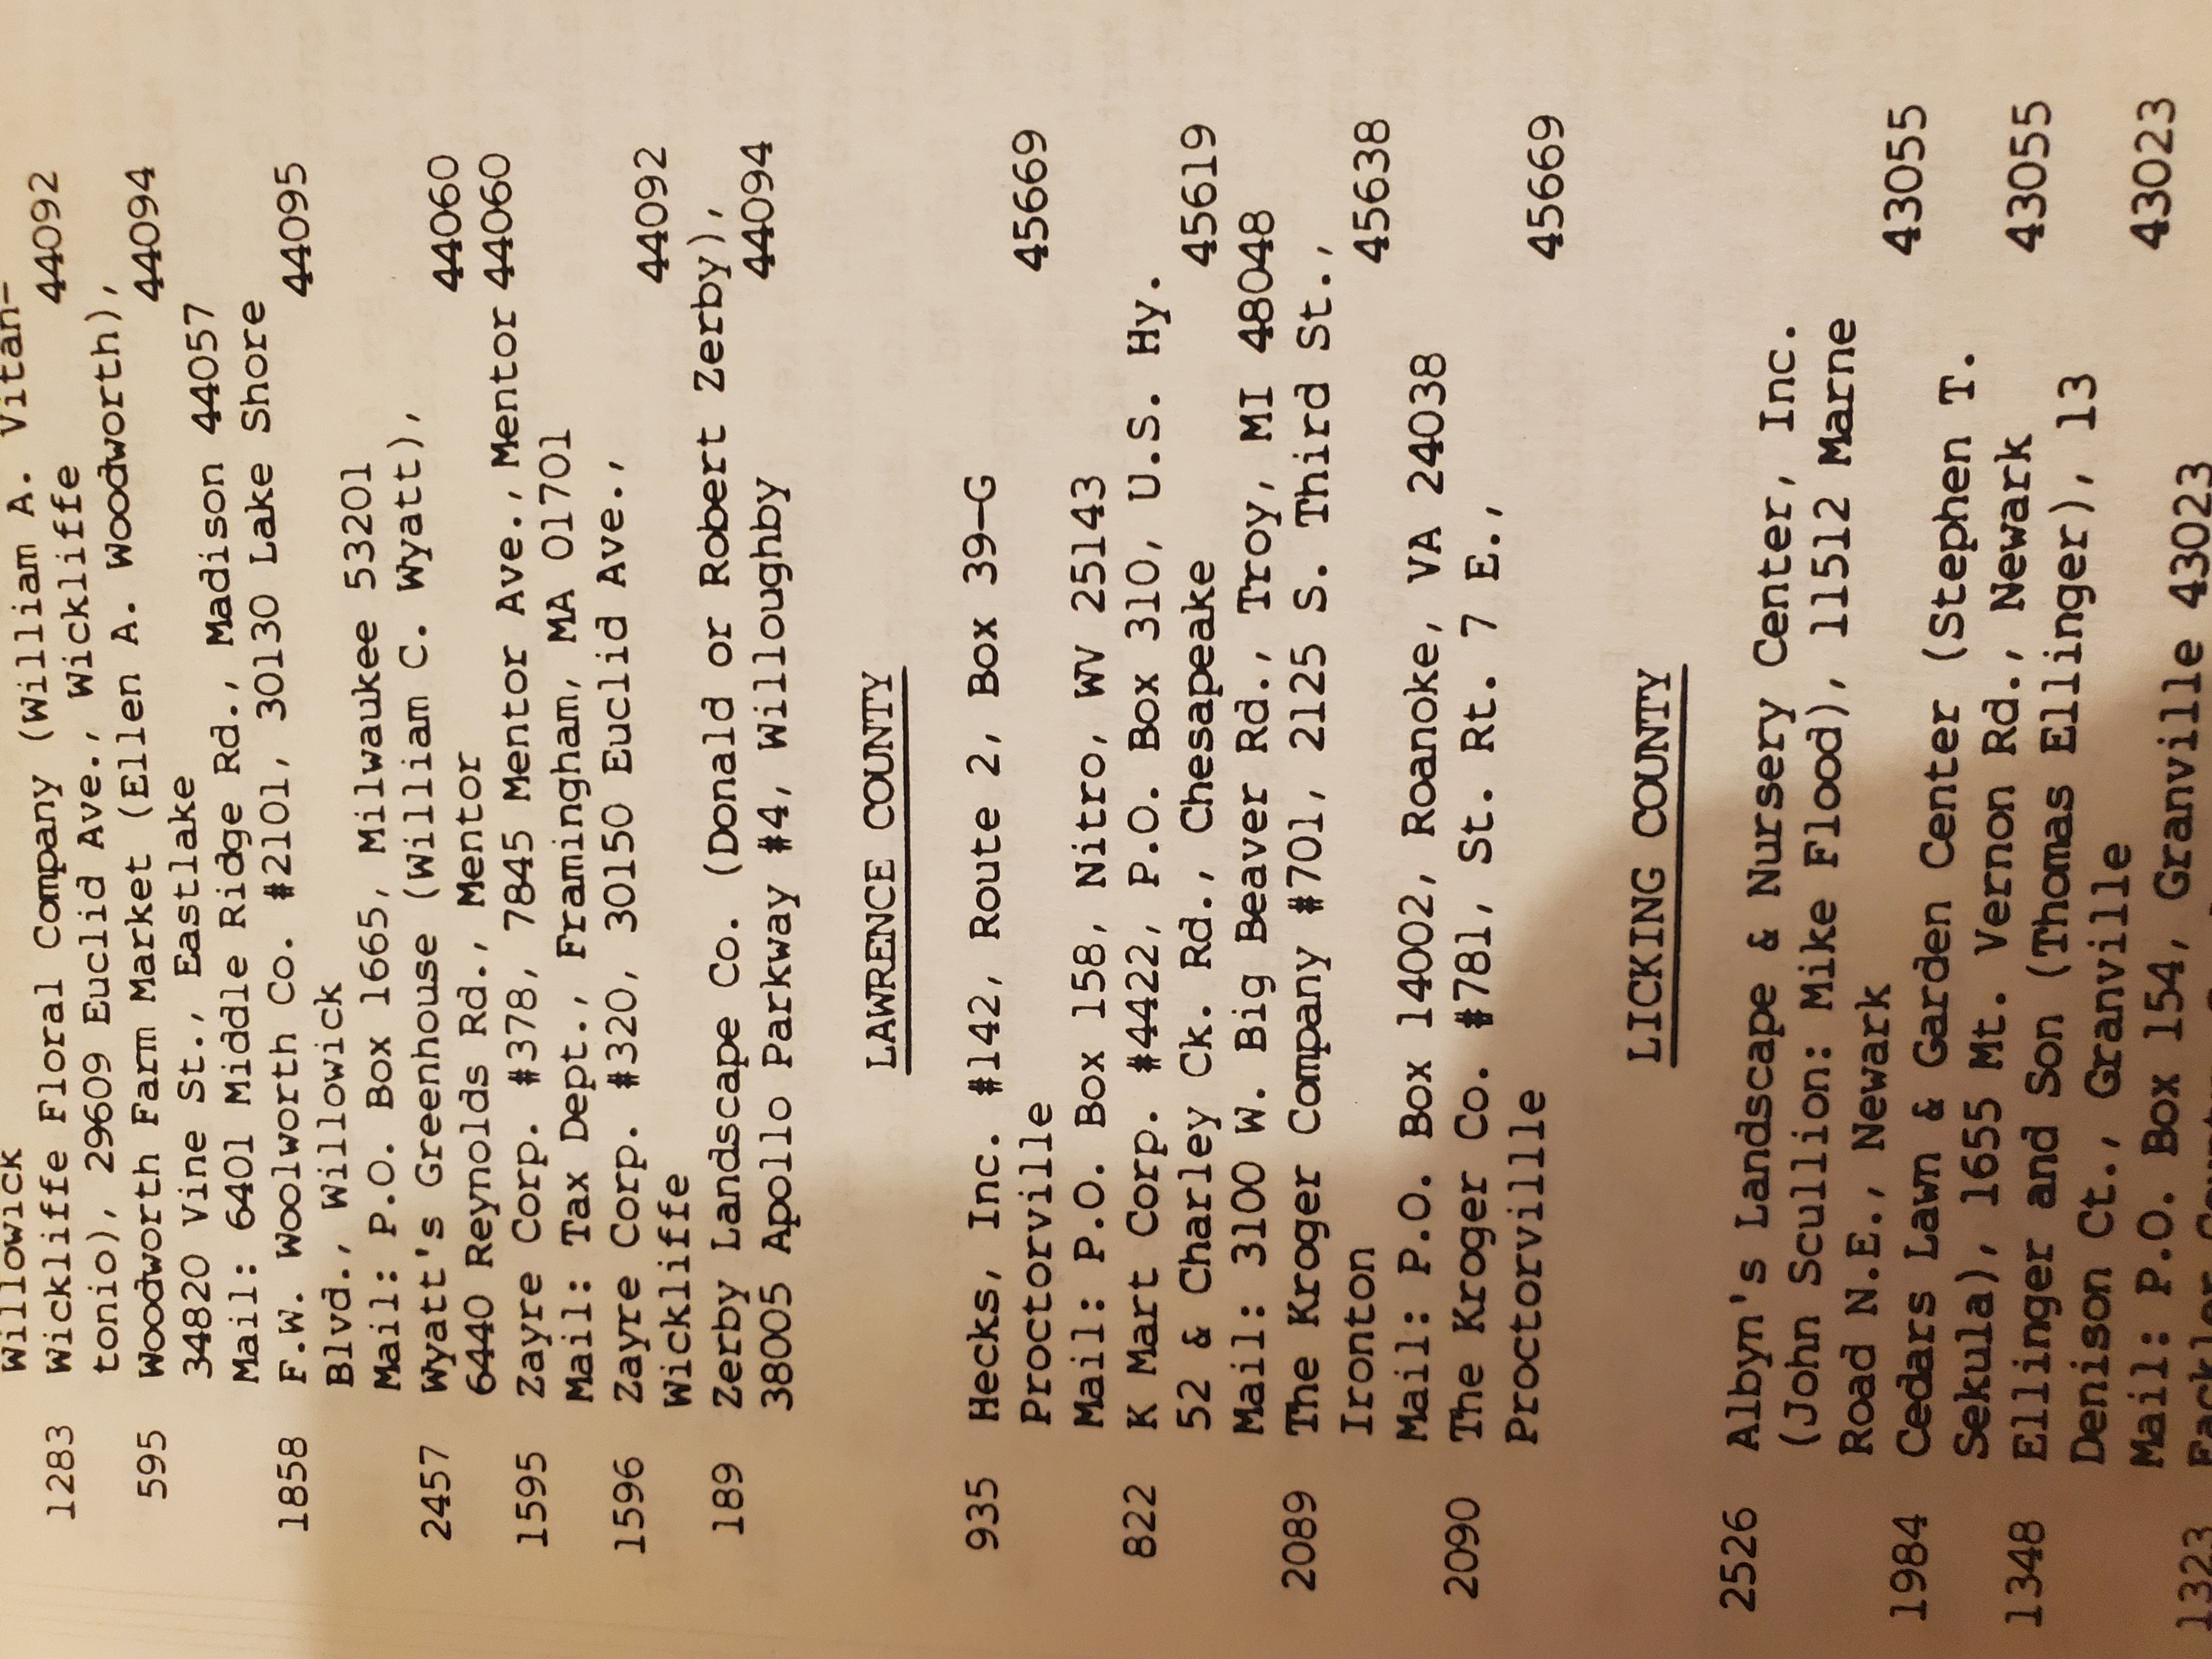 Willowick
1283 Wickliffe Floral Company (William A. Vitan-
tonio), 29609 Euclid Ave., Wickliffe 44092
595 Woodworth Farm Market (Ellen A. Woodworth),
34820 Vine St., Eastlake 44094
Mail: 6401 Middle Ridge Rd., Madison 44057
1858 F.W. Woolworth Co. #2101, 30130 Lake Shore
Blvd., Willowick 44095
Mail: P.O. Box 1665, Milwaukee 53201
2457 Wyatt's Greenhouse (William C. Wyatt),
6440 Reynolds Rd., Mentor 44060
1595 Zayre Corp. #378, 7845 Mentor Ave., Mentor 44060
Mail: Tax Dept., Framingham, MA 01701
1596 Zayre Corp. #320, 30150 Euclid Ave.,
Wickliffe 44092
189 Zerby Landscape Co. (Donald or Robert Zerby),
38005 Apollo Parkway #4, Willoughby 44094
LAWRENCE COUNTY
935 Hecks, Inc. #142, Route 2, Box 39-G
Proctorville 45669
Mail: P.O. Box 158, Nitro, WV 25143
822 K Mart Corp. #4422, P.O. Box 310, U.S. Hy.
52 & Charley Ck. Rd., Chesapeake 45619
Mail: 3100 W. Big Beaver Rd., Troy, MI 48048
2089 The Kroger Company #701, 2125 S. Third St.,
Ironton 45638
Mail: P.O. Box 14002, Roanoke, VA 24038
2090 The Kroger Co. #781, St. Rt. 7 E.,
Proctorville 45669
LICKING COUNTY
2526 Albyn's Landscape & Nursery Center, Inc.
(John Scullion: Mike Flood), 11512 Marne
Road N.E., Newark 43055
1984 Cedars Lawn & Garden Center (Stephen T.
Sekula), 1655 Mt. Vernon Rd., Newark 43055
1348 Ellinger and Son (Thomas Ellinger), 13
Denison Ct., Granville 43023
Mail: P.O. Box 154, Granville 43023
1323